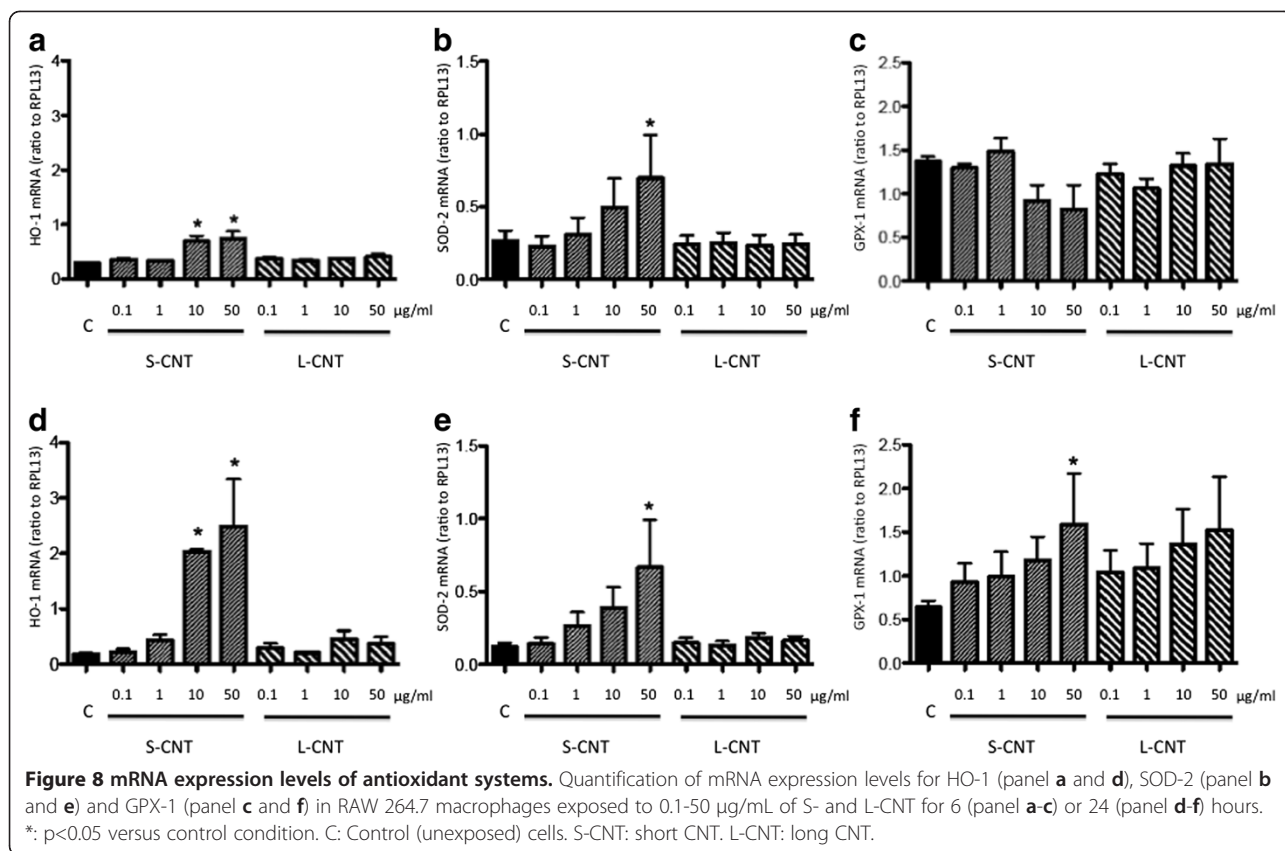 a
b
c
HO-1 mRNA (ratio to RPL13)
4
3
2
1
0
* *
0.1 1 10 50 0.1 1 10 50 µg/ml
C
S-CNT L-CNT
SOD-2 mRNA (ratio to RPL13)
1.5
1.0
0.5
0.0
*
0.1 1 10 50 0.1 1 10 50 µg/ml
C
S-CNT L-CNT
GPX-1 mRNA (ratio to RPL13)
2.5
2.0
1.5
1.0
0.5
0.0
0.1 1 10 50 0.1 1 10 50 µg/ml
C
S-CNT L-CNT
d
e
f
HO-1 mRNA (ratio to RPL13)
4
3
2
1
0
* *
0.1 1 10 50 0.1 1 10 50 µg/ml
C
S-CNT L-CNT
SOD-2 mRNA (ratio to RPL13)
1.5
1.0
0.5
0.0
*
0.1 1 10 50 0.1 1 10 50 µg/ml
C
S-CNT L-CNT
GPX-1 mRNA (ratio to RPL13)
2.5
2.0
1.5
1.0
0.5
0.0
*
0.1 1 10 50 0.1 1 10 50 µg/ml
C
S-CNT L-CNT
Figure 8 mRNA expression levels of antioxidant systems. Quantification of mRNA expression levels for HO-1 (panel a and d), SOD-2 (panel b
and e) and GPX-1 (panel c and f) in RAW 264.7 macrophages exposed to 0.1-50 µg/mL of S- and L-CNT for 6 (panel a-c) or 24 (panel d-f) hours.
*: p<0.05 versus control condition. C: Control (unexposed) cells. S-CNT: short CNT. L-CNT: long CNT.